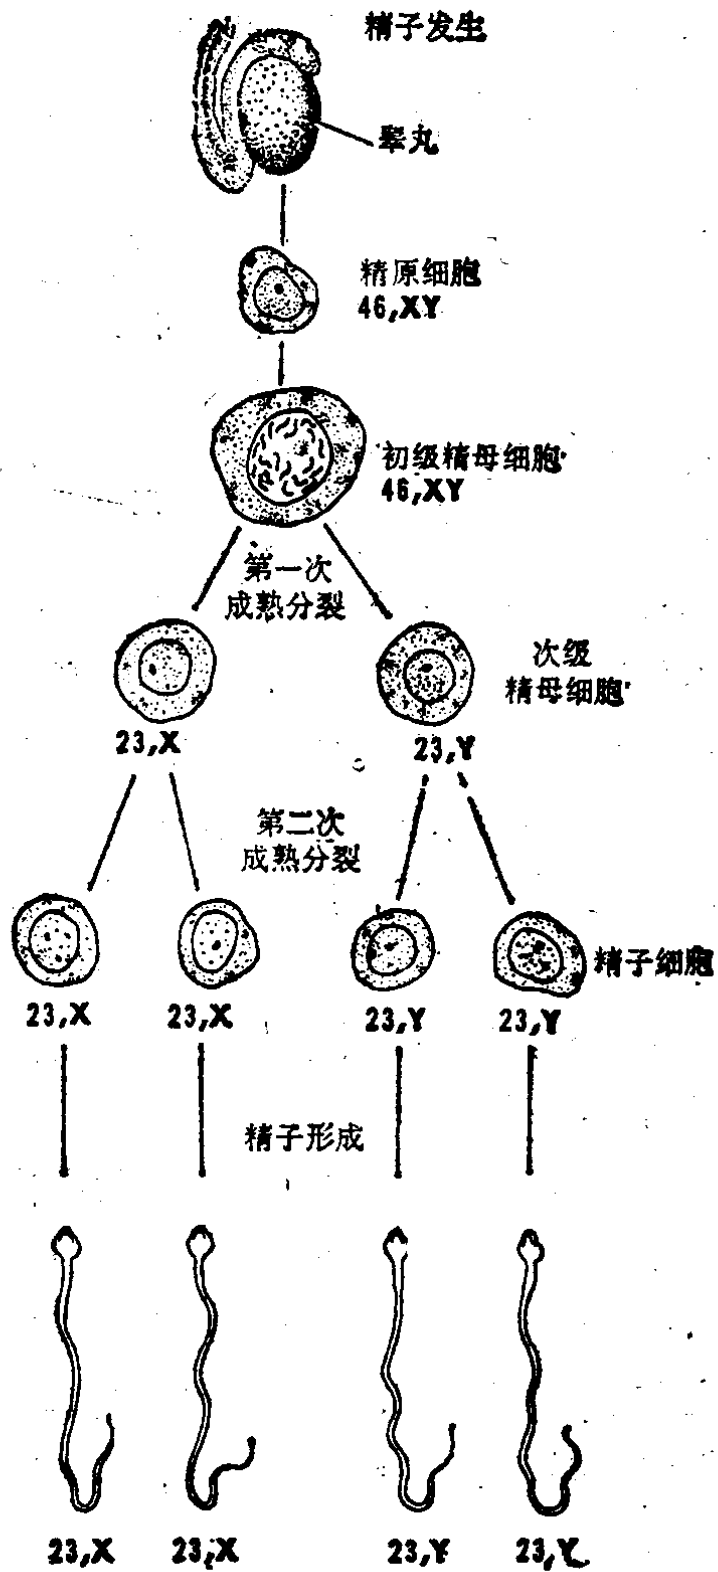 精子发生
睾丸
精原细胞
46,XY
初级精母细胞
46,XY
第一次
成熟分裂
次级
精母细胞
23,X
23,Y
第二次
成熟分裂
精子细胞
23,X
23,X
23,Y
23,Y
精子形成
23,X
23,X
23,Y
23,Y